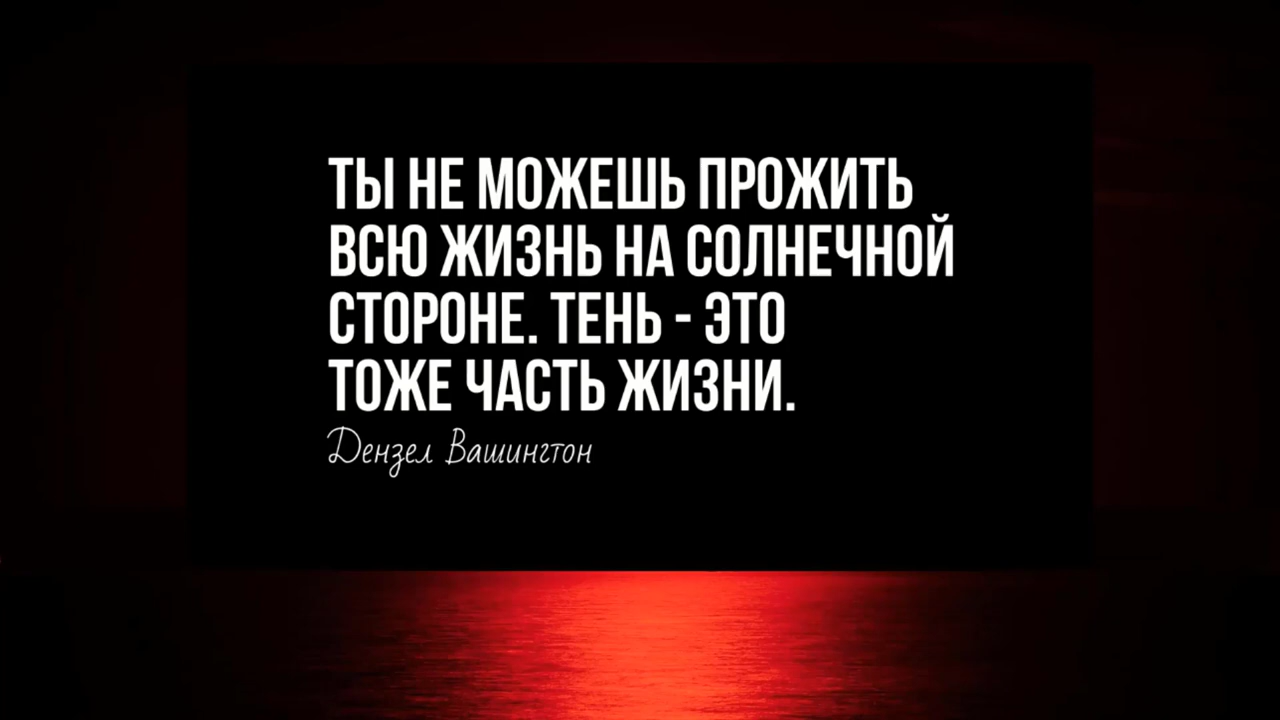 ТЫ НЕ МОЖЕШЬ ПРОЖИТЬ
ВСЮ ЖИЗНЬ НА СОЛНЕЧНОЙ
СТОРОНЕ. ТЕНЬ - ЭТО
ТОЖЕ ЧАСТЬ ЖИЗНИ.
Дензел Вашингтон